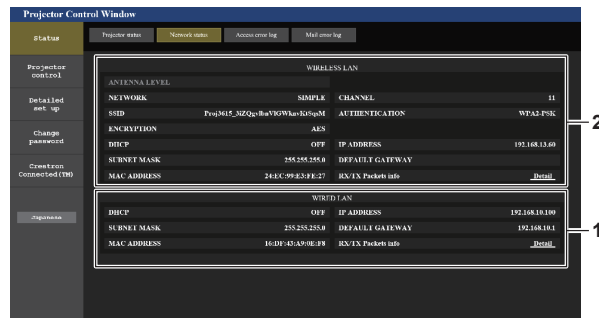 Projector Control Window
Status
Projector status Network status Access error log Mail error log
Projector control
Detailed set up
Change password
Crestron Connected(TM)
Japanese
WIRELESS LAN
ANTENNA LEVEL
NETWORK SIMPLE CHANNEL 11
SSID AUTHENTICATION WPA2-PSK
ENCRYPTION AES
DHCP OFF IP ADDRESS 192.168.13.60
SUBNET MASK 255.255.255.0 DEFAULT GATEWAY
MAC ADDRESS 24:EC:99:E3:FE:27 RX/TX Packets info Detail
2
WIRED LAN
DHCP OFF IP ADDRESS 192.168.10.100
SUBNET MASK 255.255.255.0 DEFAULT GATEWAY 192.168.10.1
MAC ADDRESS 16:DF:43:A9:0E:F8 RX/TX Packets info Detail
1